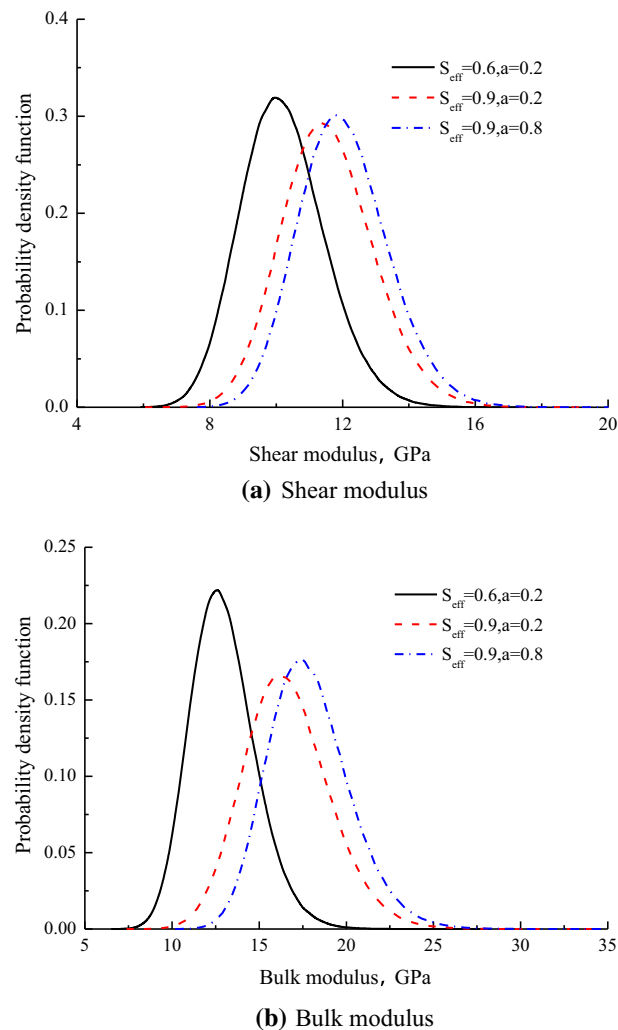 0.4
0.3
0.2
0.1
0.0
Probability density function
S_eff=0.6,a=0.2
S_eff=0.9,a=0.2
S_eff=0.9,a=0.8
4 8 12 16 20
Shear modulus, GPa
(a) Shear modulus
0.25
0.20
0.15
0.10
0.05
0.00
Probability density function
S_eff=0.6,a=0.2
S_eff=0.9,a=0.2
S_eff=0.9,a=0.8
5 10 15 20 25 30 35
Bulk modulus, GPa
(b) Bulk modulus